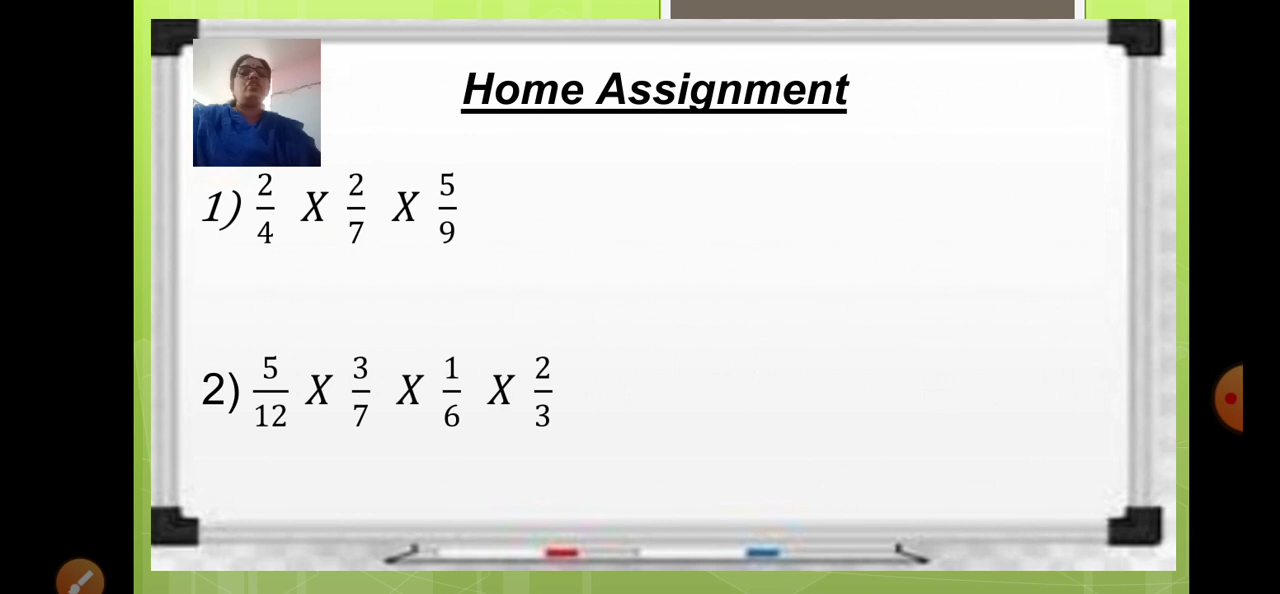 Home Assignment
1) 2/4 X 2/7 X 5/9
2) 5/12 X 3/7 X 1/6 X 2/3